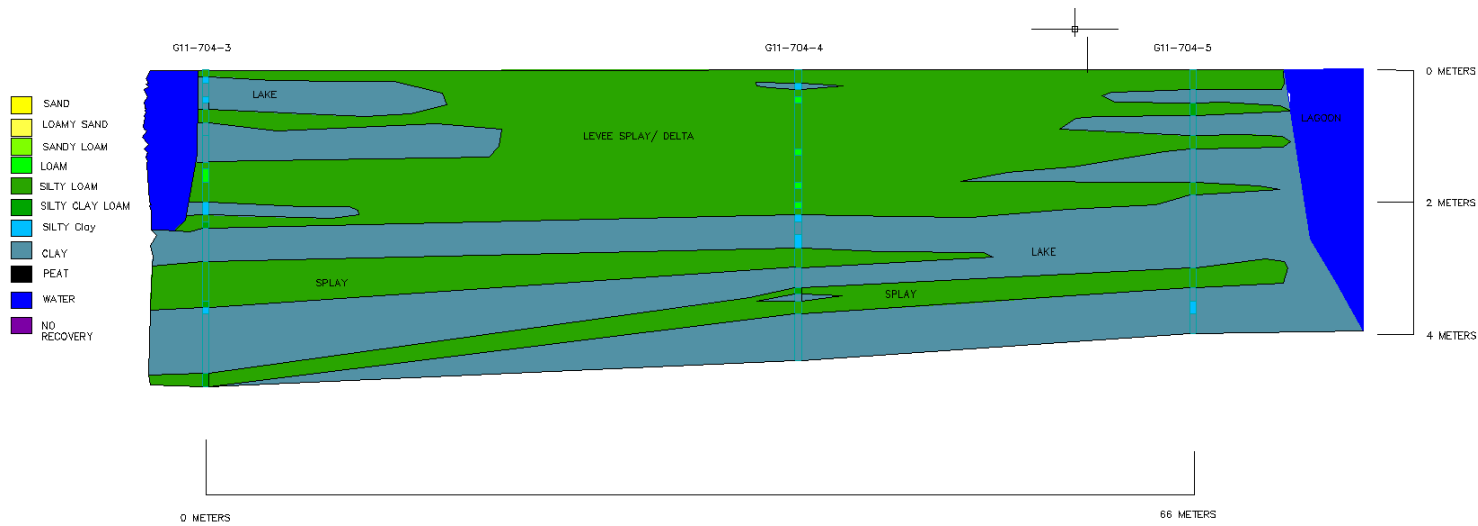 G11-704-3
G11-704-4
G11-704-5
0 METERS
SAND
LOAMY SAND
SANDY LOAM
LOAM
SILTY LOAM
SILTY CLAY LOAM
SILTY Clay
CLAY
PEAT
WATER
NO
RECOVERY
LAKE
LEVEE SPLAY/ DELTA
LAGOON
2 METERS
LAKE
SPLAY
SPLAY
4 METERS
0 METERS
66 METERS